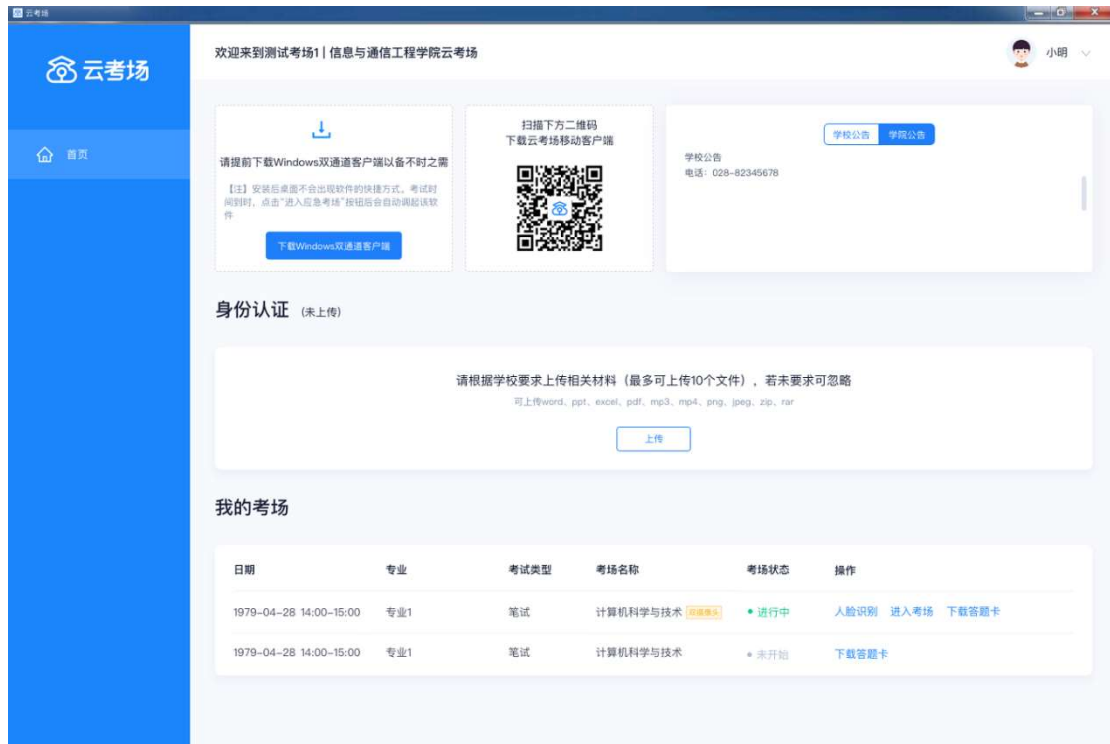 云考场
云考场
首页
欢迎来到测试考场1 | 信息与通信工程学院云考场
小明
请提前下载Windows双通道客户端以备不时之需
【注】安装后桌面不会出现软件的快捷方式。考试时
间到时，点击“进入应急考场”按钮后会自动调起该软
件
下载Windows双通道客户端
扫描下方二维码
下载云考场移动客户端
学校公告 学院公告
学校公告
电话：028-82345678
身份认证 (未上传)
请根据学校要求上传相关材料（最多可上传10个文件），若未要求可忽略
可上传word、ppt、excel、pdf、mp3、mp4、png、jpeg、zip、rar
上传
我的考场
日期 专业 考试类型 考场名称 考场状态 操作
1979-04-28 14:00-15:00 专业1 笔试 计算机科学与技术 双摄像头 进行中 人脸识别 进入考场 下载答题卡
1979-04-28 14:00-15:00 专业1 笔试 计算机科学与技术 未开始 下载答题卡